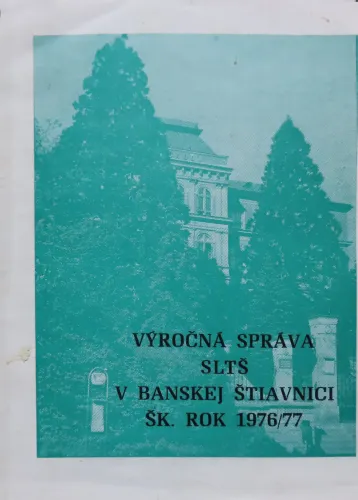 VÝROČNÁ SPRÁVA
SLTŠ
V BANSKEJ ŠTIAVNICI
ŠK. ROK 1976/77